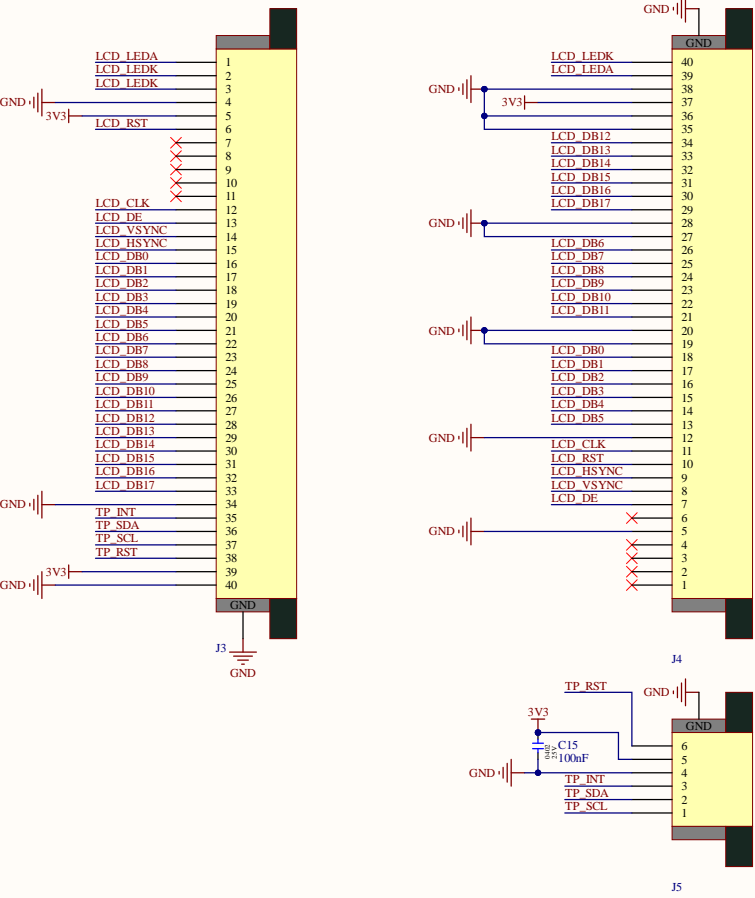 LCD_LEDA 1
LCD_LEDK 2
LCD_LEDK 3
GND 4
3V3 5
LCD_RST 6
7
8
9
10
11
LCD_CLK 12
LCD_DE 13
LCD_VSYNC 14
LCD_HSYNC 15
LCD_DB0 16
LCD_DB1 17
LCD_DB2 18
LCD_DB3 19
LCD_DB4 20
LCD_DB5 21
LCD_DB6 22
LCD_DB7 23
LCD_DB8 24
LCD_DB9 25
LCD_DB10 26
LCD_DB11 27
LCD_DB12 28
LCD_DB13 29
LCD_DB14 30
LCD_DB15 31
LCD_DB16 32
LCD_DB17 33
GND 34
TP_INT 35
TP_SDA 36
TP_SCL 37
TP_RST 38
3V3 39
GND 40
GND
J3
GND
GND
GND
LCD_LEDK 40
LCD_LEDA 39
GND 38
3V3 37
36
35
LCD_DB12 34
LCD_DB13 33
LCD_DB14 32
LCD_DB15 31
LCD_DB16 30
LCD_DB17 29
GND 28
27
LCD_DB6 26
LCD_DB7 25
LCD_DB8 24
LCD_DB9 23
LCD_DB10 22
LCD_DB11 21
GND 20
19
LCD_DB0 18
LCD_DB1 17
LCD_DB2 16
LCD_DB3 15
LCD_DB4 14
LCD_DB5 13
GND 12
LCD_CLK 11
LCD_RST 10
LCD_HSYNC 9
LCD_VSYNC 8
LCD_DE 7
6
GND 5
4
3
2
1
J4
TP_RST GND
3V3 GND
6
C15 5
0402
25V
100nF
GND 4
TP_INT 3
TP_SDA 2
TP_SCL 1
J5